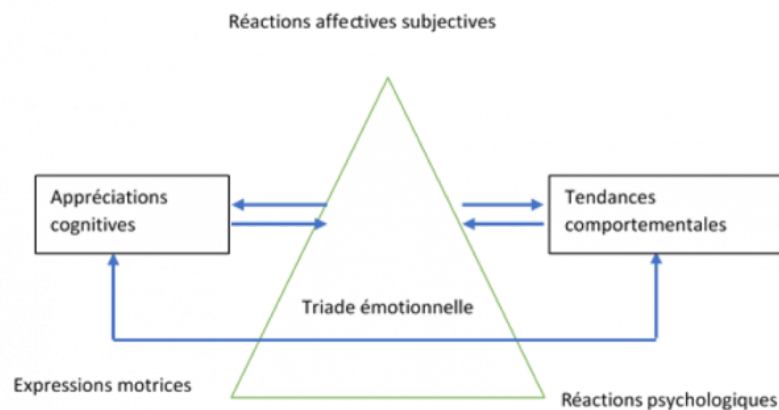 Réactions affectives subjectives
Appréciations
cognitives
Tendances
comportementales
Triade émotionnelle
Expressions motrices
Réactions psychologiques